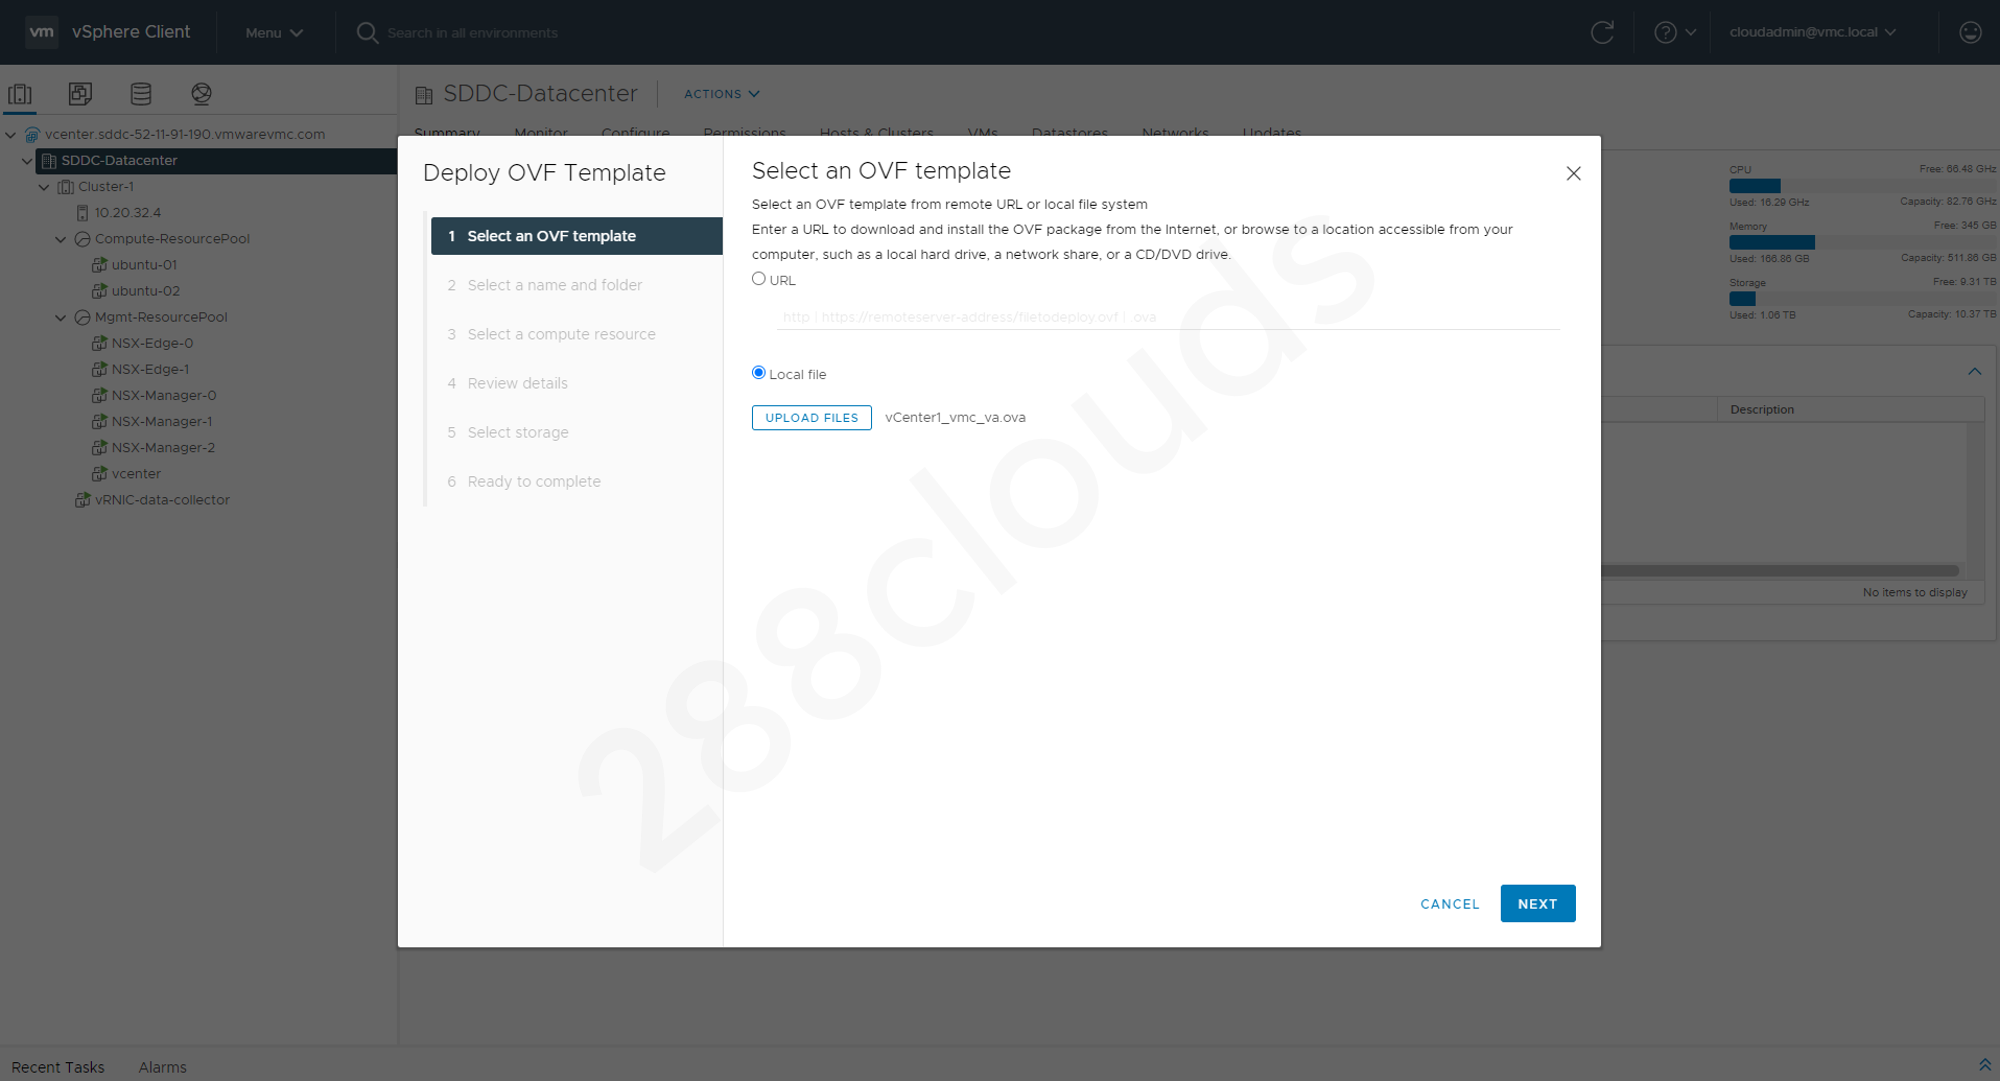 vm vSphere Client Menu Search in all environments cloudadmin@vmc.local
SDDC-Datacenter ACTIONS
Summary Monitor Configure Permissions Hosts & Clusters VMs Datastores Networks Updates
vcenter.sddc-52-11-91-190.vmwarevmc.com
SDDC-Datacenter
Cluster-1
10.20.32.4
Compute-ResourcePool
ubuntu-01
ubuntu-02
Mgmt-ResourcePool
NSX-Edge-0
NSX-Edge-1
NSX-Manager-0
NSX-Manager-1
NSX-Manager-2
vcenter
vRNIC-data-collector
Deploy OVF Template
1 Select an OVF template
2 Select a name and folder
3 Select a compute resource
4 Review details
5 Select storage
6 Ready to complete
Select an OVF template
Select an OVF template from remote URL or local file system
Enter a URL to download and install the OVF package from the Internet, or browse to a location accessible from your
computer, such as a local hard drive, a network share, or a CD/DVD drive.
URL
http | https://remoteserver-address/filetodeploy.ovf | .ova
Local file
UPLOAD FILES vCenter1_vmc_va.ova
CANCEL NEXT
CPU Free: 66.48 GHz
Used: 16.29 GHz Capacity: 82.76 GHz
Memory Free: 345 GB
Used: 166.86 GB Capacity: 511.86 GB
Storage Free: 9.31 TB
Used: 1.06 TB Capacity: 10.37 TB
Description
No items to display
288clouds
Recent Tasks Alarms